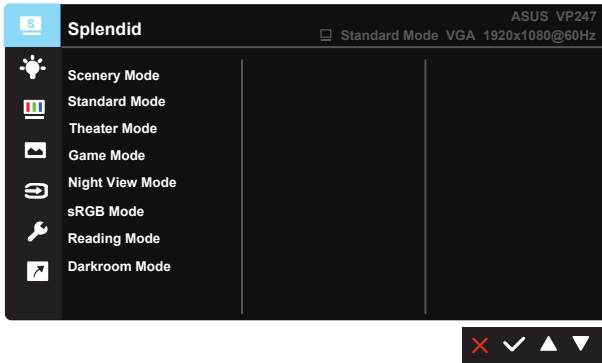 S
Splendid
ASUS VP247
Standard Mode VGA 1920x1080@60Hz
Scenery Mode
Standard Mode
Theater Mode
Game Mode
Night View Mode
sRGB Mode
Reading Mode
Darkroom Mode